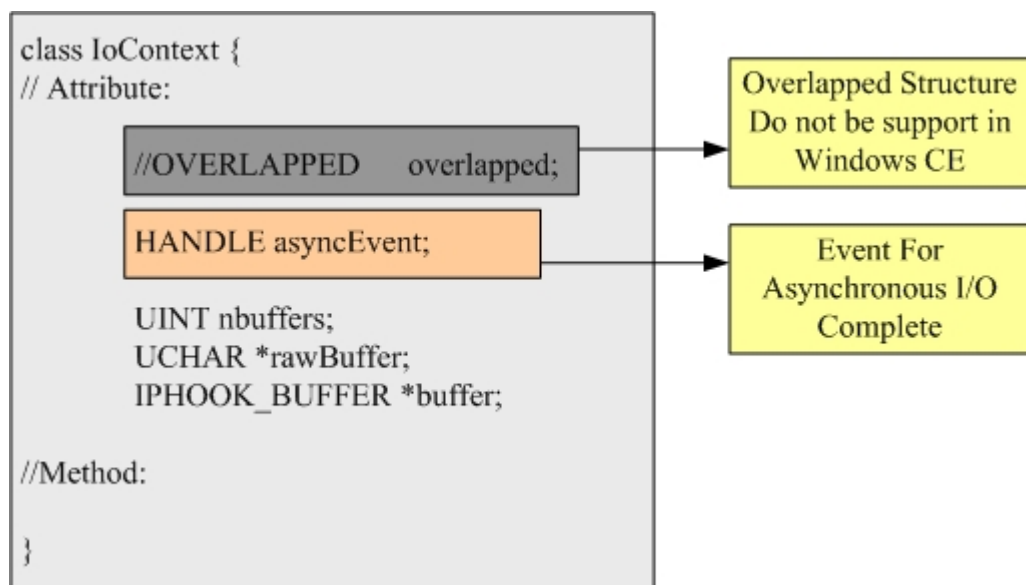 class IoContext {
// Attribute:
//OVERLAPPED overlapped;
HANDLE asyncEvent;
UINT nbuffers;
UCHAR *rawBuffer;
IPHOOK_BUFFER *buffer;
//Method:
}
Overlapped Structure
Do not be support in
Windows CE
Event For
Asynchronous I/O
Complete